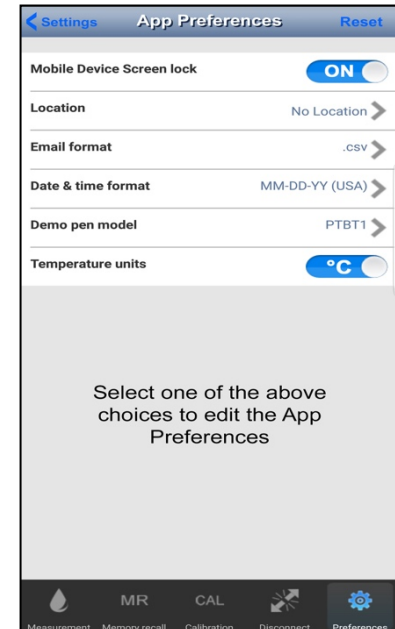 Settings App Preferences Reset
Mobile Device Screen lock ON
Location No Location
Email format .csv
Date & time format MM-DD-YY (USA)
Demo pen model PTBT1
Temperature units °C
Select one of the above
choices to edit the App
Preferences
MR CAL
Measurement Memory recall Calibration Disconnect Preferences